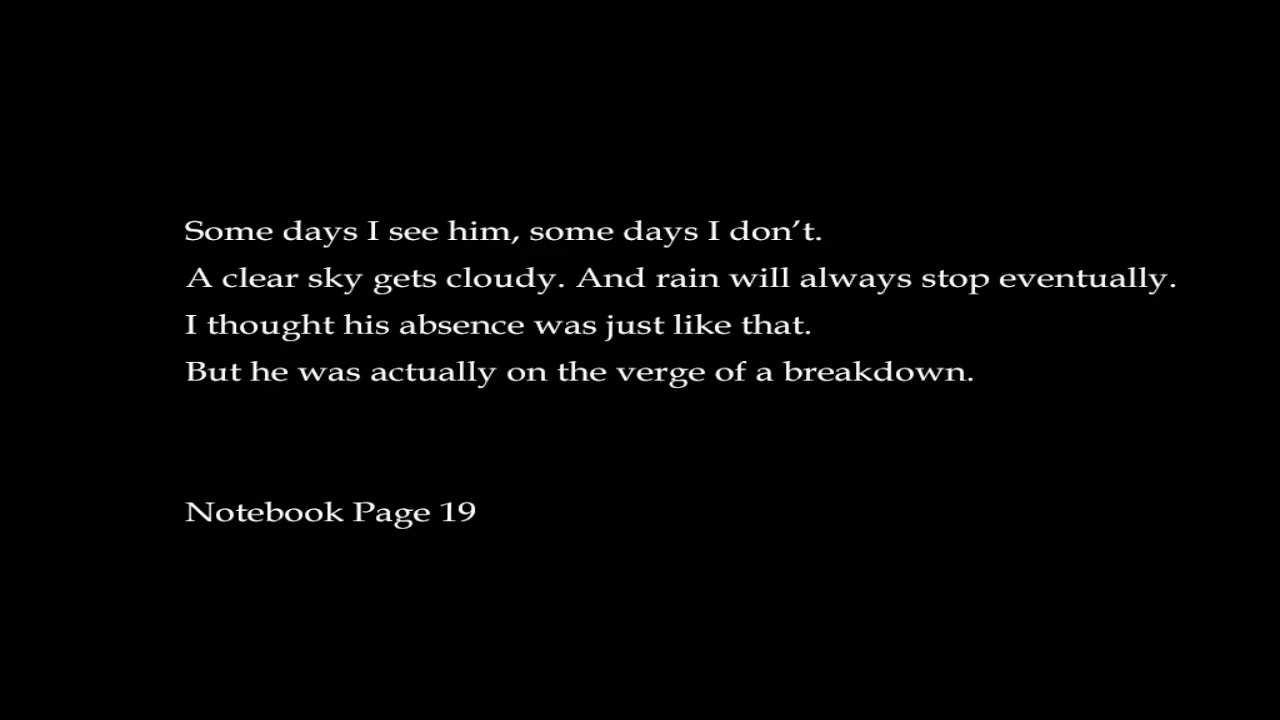 Some days I see him, some days I don’t.
A clear sky gets cloudy. And rain will always stop eventually.
I thought his absence was just like that.
But he was actually on the verge of a breakdown.
Notebook Page 19